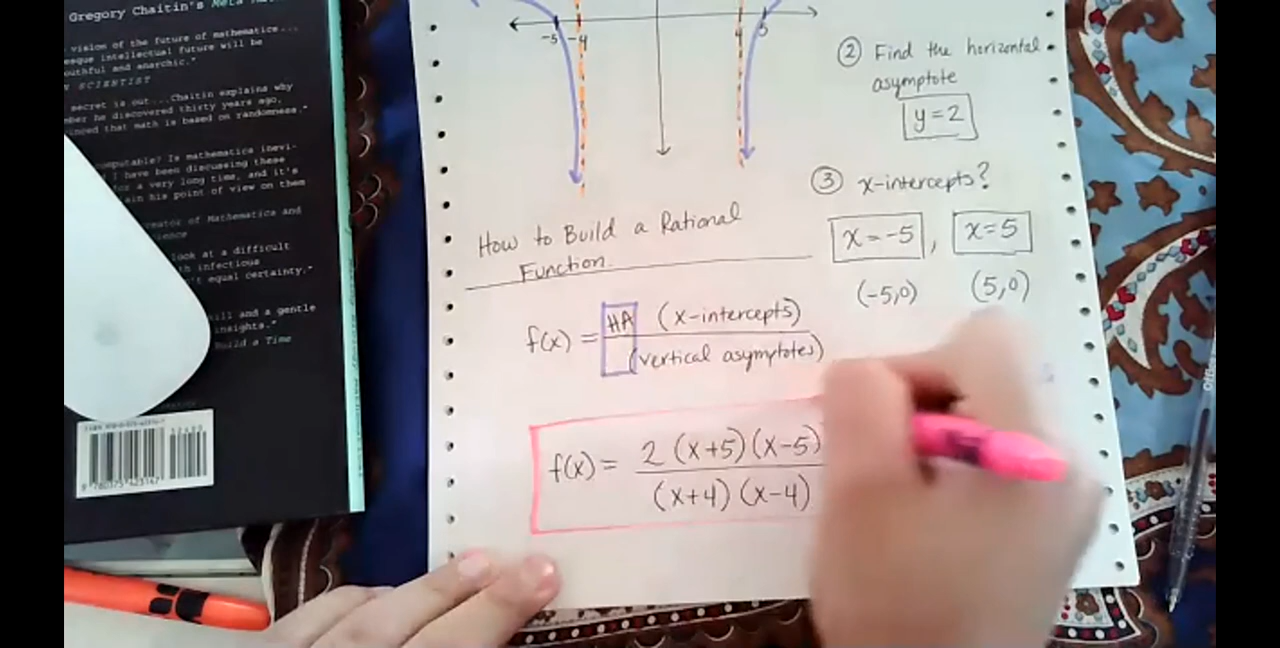 Gregory Chaitin's Meta
vision of the future of mathematics...
esque intellectual future will be
outhful and anarchic."
SCIENTIST
secret is out...Chaitin explains why
he discovered thirty years ago,
that math is based on randomness."
mputable? Is mathematics inevi-
I have been discussing these
for a very long time, and it's
his point of view on them
of Mathematics and
look at a difficult
infectious
equal certainty."
and a gentle
insights."
Build a Time
-5 -4 4 5
② Find the horizontal
asymptote
y=2
③ x-intercepts?
x=-5 , x=5
(-5,0) (5,0)
How to Build a Rational
Function
f(x) = HA (x-intercepts)
(vertical asymptotes)
f(x) = 2 (x+5)(x-5)
(x+4) (x-4)